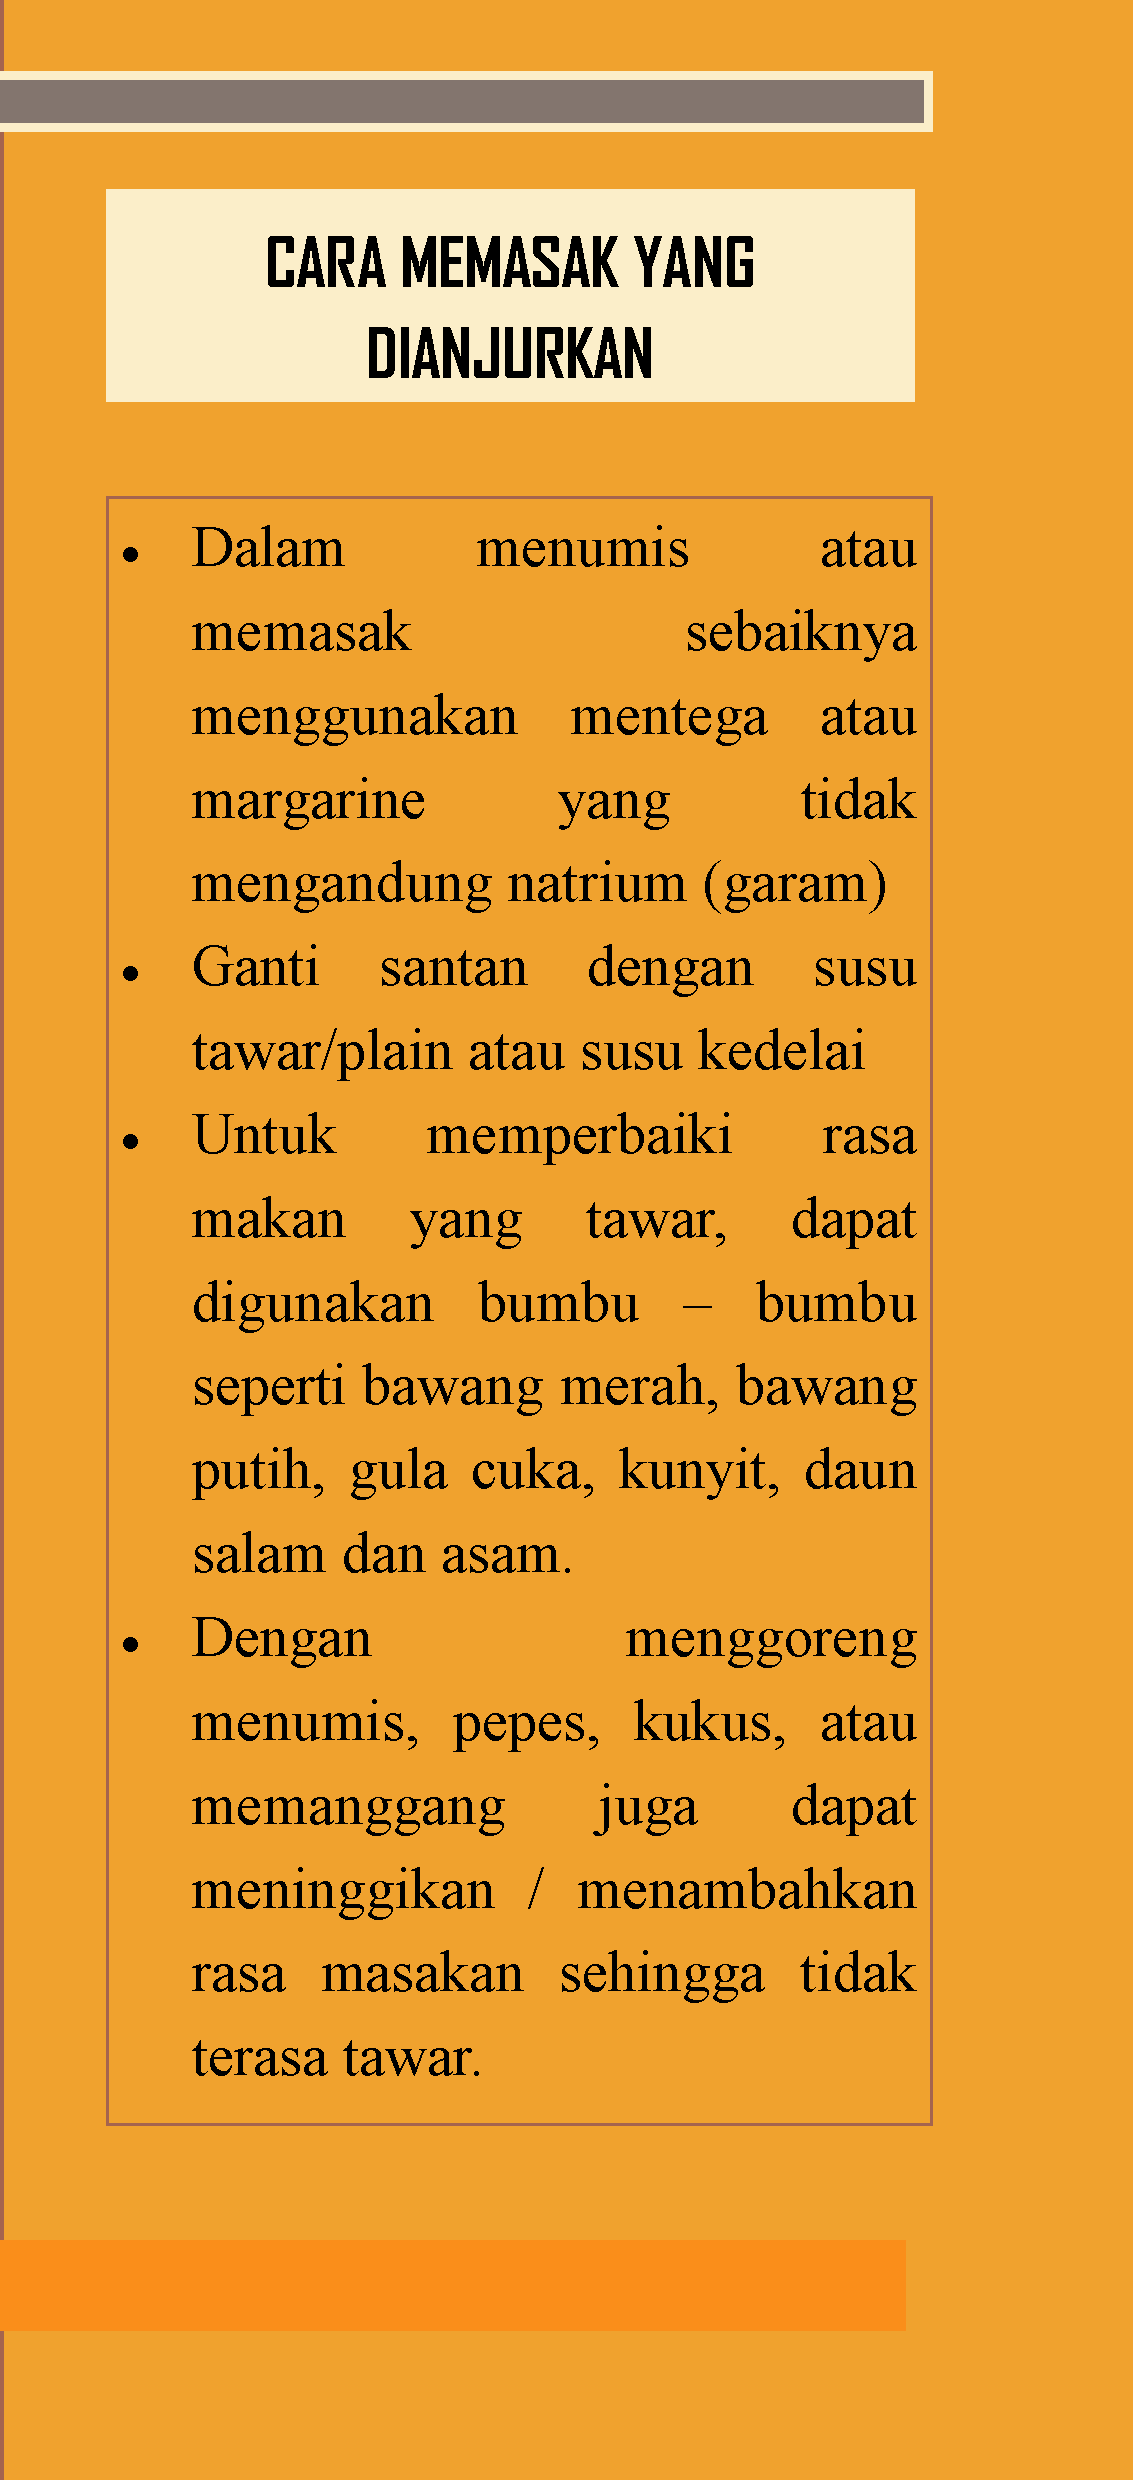 CARA MEMASAK YANG
DIANJURKAN
• Dalam menumis atau
memasak sebaiknya
menggunakan mentega atau
margarine yang tidak
mengandung natrium (garam)
• Ganti santan dengan susu
tawar/plain atau susu kedelai
• Untuk memperbaiki rasa
makan yang tawar, dapat
digunakan bumbu – bumbu
seperti bawang merah, bawang
putih, gula cuka, kunyit, daun
salam dan asam.
• Dengan menggoreng
menumis, pepes, kukus, atau
memanggang juga dapat
meninggikan / menambahkan
rasa masakan sehingga tidak
terasa tawar.